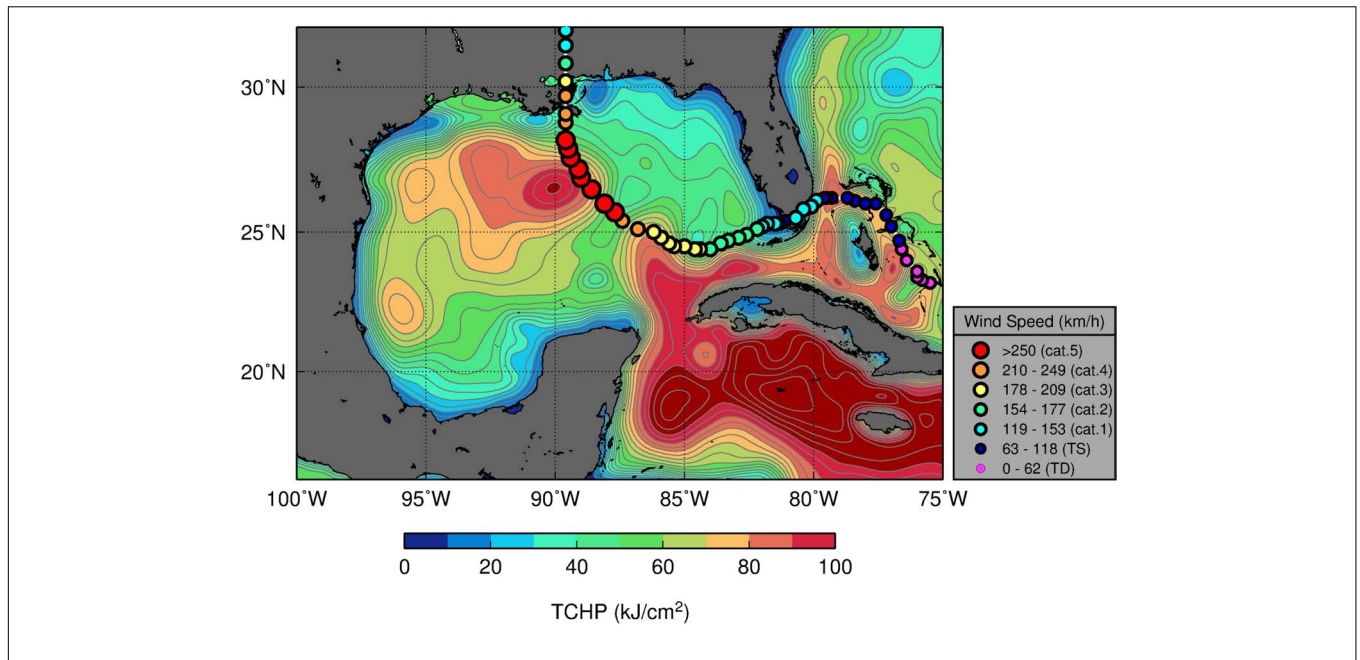 30˚N
25˚N
20˚N
100˚W 95˚W 90˚W 85˚W 80˚W 75˚W
Wind Speed (km/h)
>250 (cat.5)
210 - 249 (cat.4)
178 - 209 (cat.3)
154 - 177 (cat.2)
119 - 153 (cat.1)
63 - 118 (TS)
0 - 62 (TD)
0 20 40 60 80 100
TCHP (kJ/cm²)